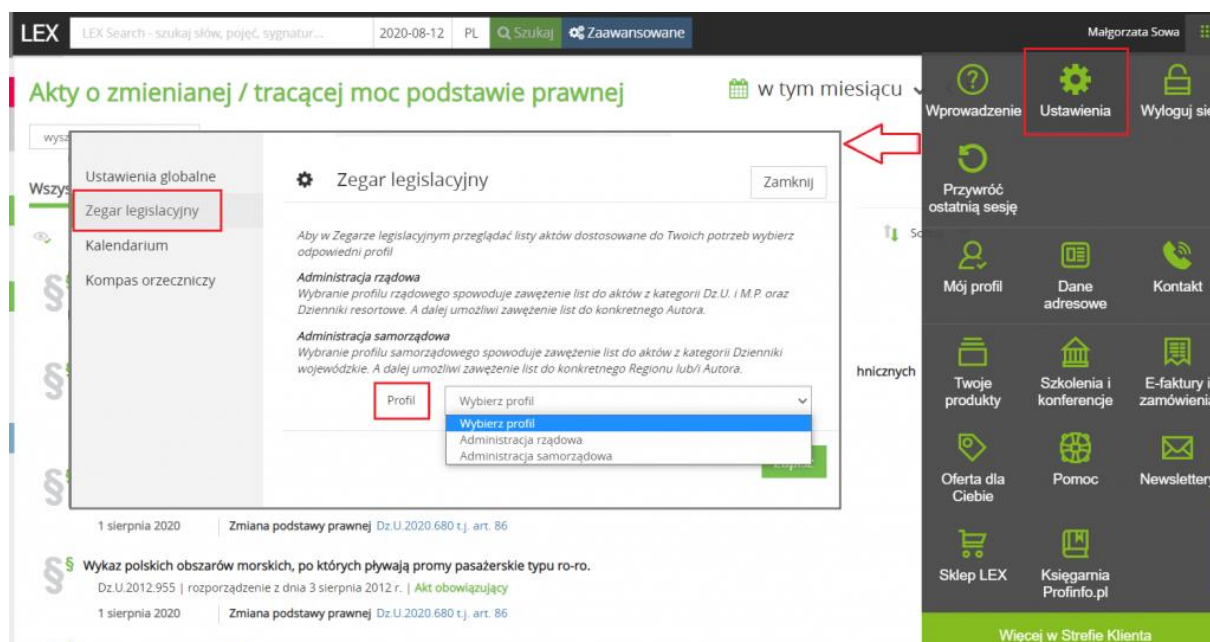 LEX LEX Search - szukaj słów, pojęć, sygnatur... 2020-08-12 PL Szukaj Zaawansowane Małgorzata Sowa
Akty o zmienianej / tracącej moc podstawie prawnej w tym miesiącu
Wprowadzenie Ustawienia Wyloguj się
Przywróć
ostatnią sesję
Mój profil Dane
adresowe Kontakt
Twoje
produkty Szkolenia i
konferencje E-faktury i
zamówienia
Oferta dla
Ciebie Pomoc Newslettery
Sklep LEX Księgarnia
Profinfo.pl
Więcej w Strefie Klienta
wysz
Wszys
Ustawienia globalne
Zegar legislacyjny
Kalendarium
Kompas orzeczniczy
Zegar legislacyjny Zamknij
Aby w Zegarze legislacyjnym przeglądać listy aktów dostosowane do Twoich potrzeb wybierz
odpowiedni profil
Administracja rządowa
Wybranie profilu rządowego spowoduje zawężenie list do aktów z kategorii Dz.U. i M.P. oraz
Dzienniki resortowe. A dalej umożliwi zawężenie list do konkretnego Autora.
Administracja samorządowa
Wybranie profilu samorządowego spowoduje zawężenie list do aktów z kategorii Dzienniki
wojewódzkie. A dalej umożliwi zawężenie list do konkretnego Regionu lub/i Autora.
Profil Wybierz profil
Wybierz profil
Administracja rządowa
Administracja samorządowa
Zapisz
hnicznych
1 sierpnia 2020 Zmiana podstawy prawnej Dz.U.2020.680 t.j. art. 86
Wykaz polskich obszarów morskich, po których pływają promy pasażerskie typu ro-ro.
Dz.U.2012.955 | rozporządzenie z dnia 3 sierpnia 2012 r. | Akt obowiązujący
1 sierpnia 2020 Zmiana podstawy prawnej Dz.U.2020.680 t.j. art. 86